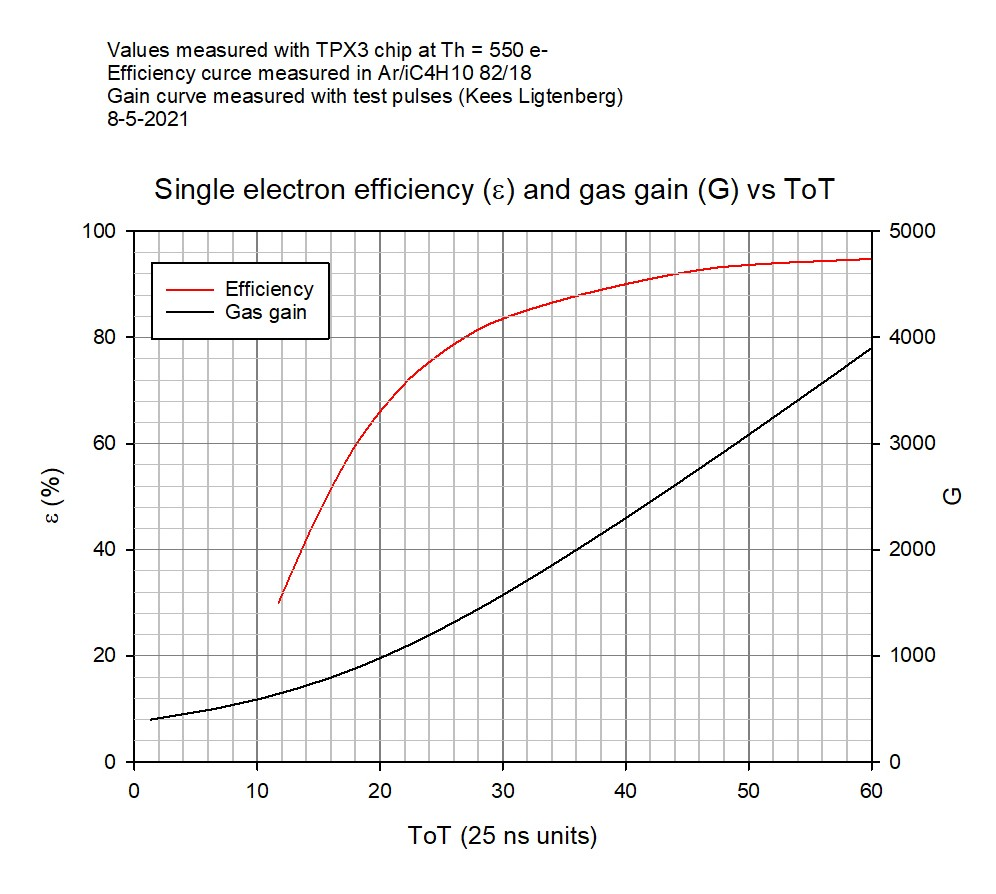 Values measured with TPX3 chip at Th = 550 e-
Efficiency curce measured in Ar/iC4H10 82/18
Gain curve measured with test pulses (Kees Ligtenberg)
8-5-2021
Single electron efficiency (ε) and gas gain (G) vs ToT
100
5000
Efficiency
Gas gain
80
4000
60
3000
ε (%)
G
40
2000
20
1000
0
0
0 10 20 30 40 50 60
ToT (25 ns units)